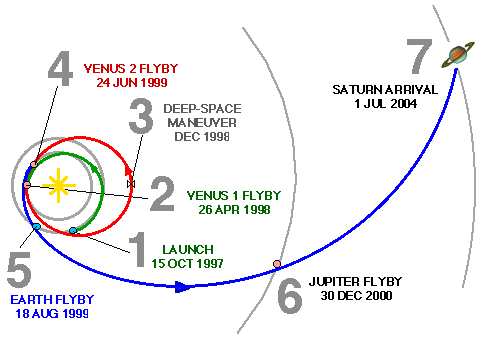 1
LAUNCH
15 OCT 1997
2
VENUS 1 FLYBY
26 APR 1998
3
DEEP-SPACE
MANEUVER
DEC 1998
4
VENUS 2 FLYBY
24 JUN 1999
5
EARTH FLYBY
18 AUG 1999
6
JUPITER FLYBY
30 DEC 2000
7
SATURN ARRIVAL
1 JUL 2004